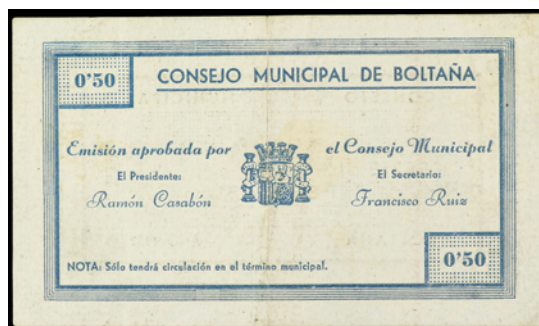 0'50
CONSEJO MUNICIPAL DE BOLTAÑA
Emisión aprobada por el Consejo Municipal
El Presidente: El Secretario:
Ramón Casabón Francisco Ruiz
NOTA: Sólo tendrá circulación en el término municipal.
0'50